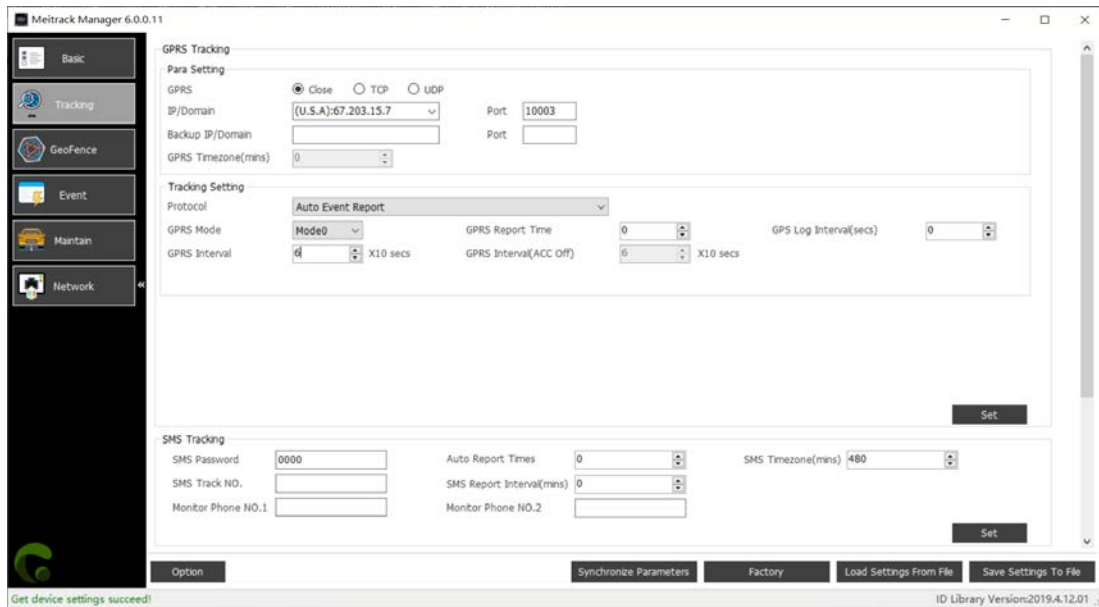 Meitrack Manager 6.0.0.11
Basic
Tracking
GeoFence
Event
Maintain
Network
«
GPRS Tracking
Para Setting
GPRS Close TCP UDP
IP/Domain (U.S.A):67.203.15.7 Port 10003
Backup IP/Domain Port
GPRS Timezone(mins) 0
Tracking Setting
Protocol Auto Event Report
GPRS Mode Mode0 GPRS Report Time 0 GPS Log Interval(secs) 0
GPRS Interval 6 X10 secs GPRS Interval(ACC Off) 6 X10 secs
Set
SMS Tracking
SMS Password 0000 Auto Report Times 0 SMS Timezone(mins) 480
SMS Track NO. SMS Report Interval(mins) 0
Monitor Phone NO.1 Monitor Phone NO.2
Set
Option Synchronize Parameters Factory Load Settings From File Save Settings To File
Get device settings succeed! ID Library Version:2019.4.12.01